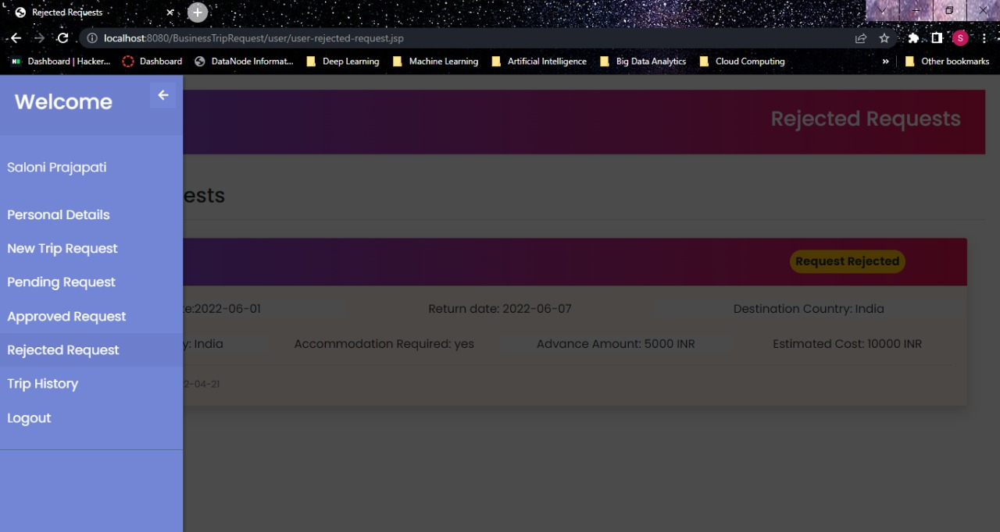 Rejected Requests
localhost:8080/BusinessTripRequest/user/user-rejected-request.jsp
S
Dashboard | Hacker... Dashboard DataNode Informat... Deep Learning Machine Learning Artificial Intelligence Big Data Analytics Cloud Computing » Other bookmarks
Welcome
Rejected Requests
Saloni Prajapati
ests
Personal Details
New Trip Request
Pending Request
Approved Request
Rejected Request
Trip History
Logout
Request Rejected
e:2022-06-01 Return date: 2022-06-07 Destination Country: India
y: India Accommodation Required: yes Advance Amount: 5000 INR Estimated Cost: 10000 INR
2-04-21